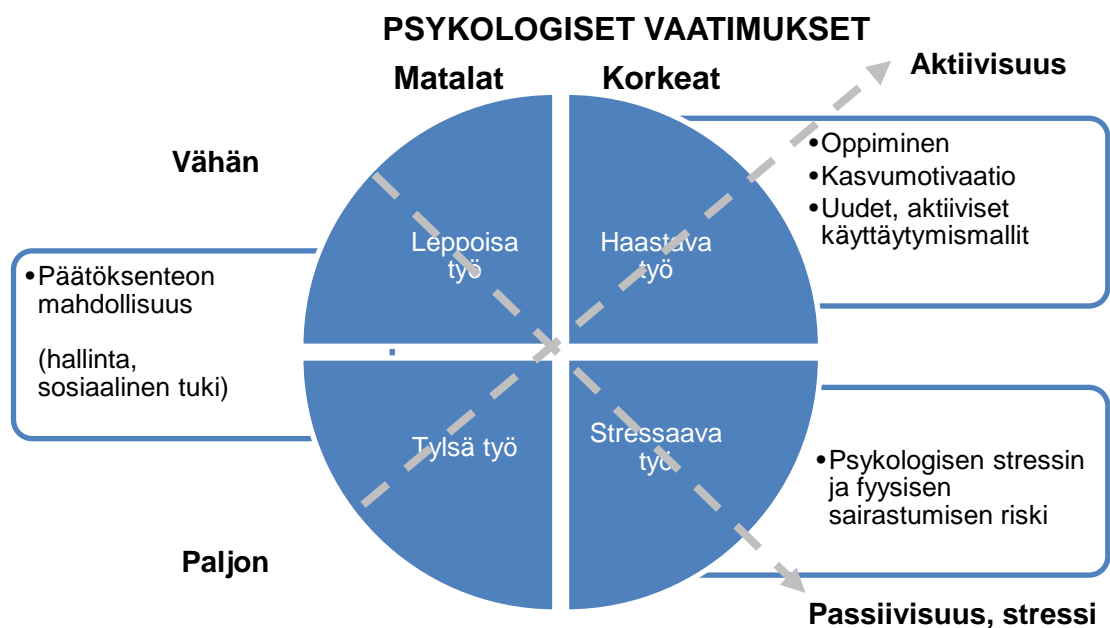 PSYKOLOGISET VAATIMUKSET
Matalat
Korkeat
Aktiivisuus
Vähän
•Oppiminen
•Kasvumotivaatio
•Uudet, aktiiviset
käyttäytymismallit
Leppoisa
työ
Haastava
työ
•Päätöksenteon
mahdollisuus
(hallinta,
sosiaalinen tuki)
Tylsä työ
Stressaava
työ
•Psykologisen stressin
ja fyysisen
sairastumisen riski
Paljon
Passiivisuus, stressi